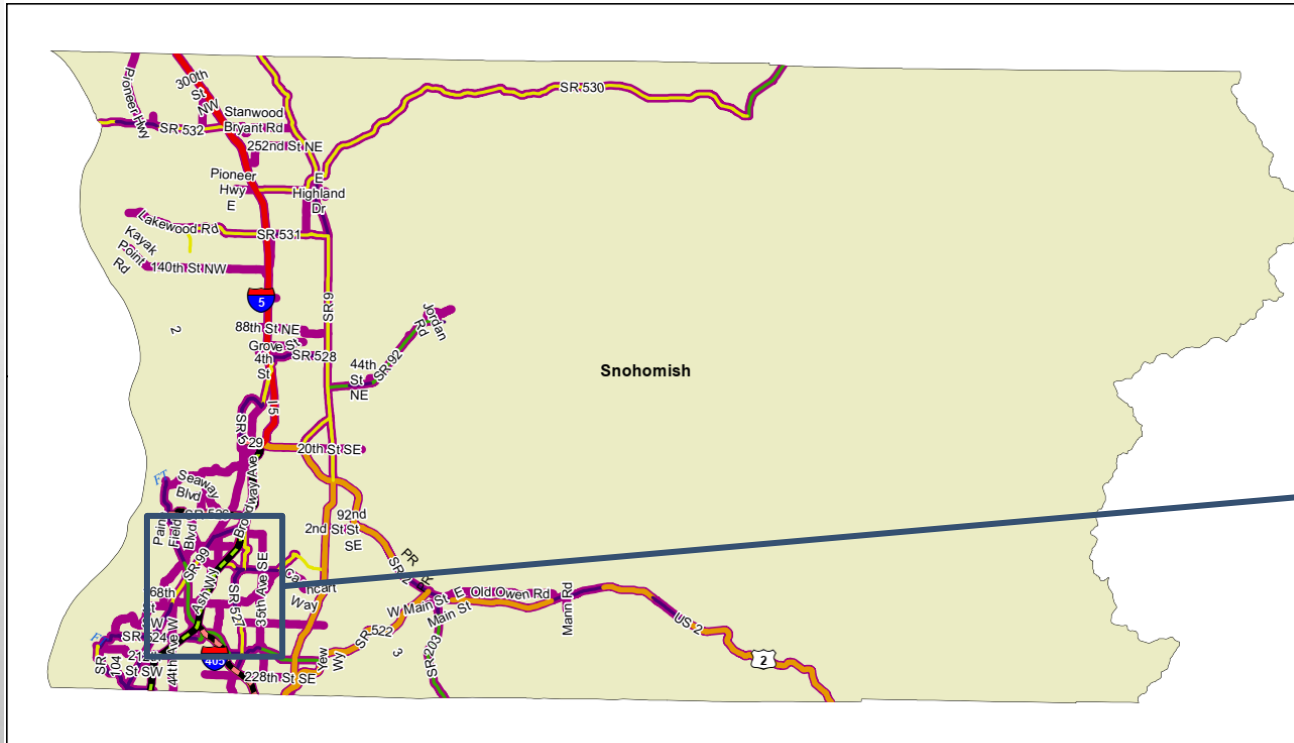 Pioneer Hwy
300th
St
NW
SR 530
Stanwood
Bryant Rd
SR 532
252nd St NE
Pioneer
Hwy
E
E
Highland
Dr
Lakewood Rd
SR 531
Kayak
Point
Rd
140th St NW
5
SR 9
2
88th St NE
Jordan
Rd
Grove St
4th
St
SR 528
44th
St
NE
SR 92
Snohomish
I5
SR 529
20th St SE
Seaway
Blvd
Broadway Ave
92nd
St
SE
2nd St
Field
Blvd
SR 99
SR 2
35th Ave SE
Way
Ash Wy
68th
St
W
SR 527
W Main St
E
Main St
Old Owen Rd
Mann Rd
US 2
SR 522
3
SR 203
2
SR 524
SR
104
St SW
44th Ave W
405
228th St SE
Yew
Wy